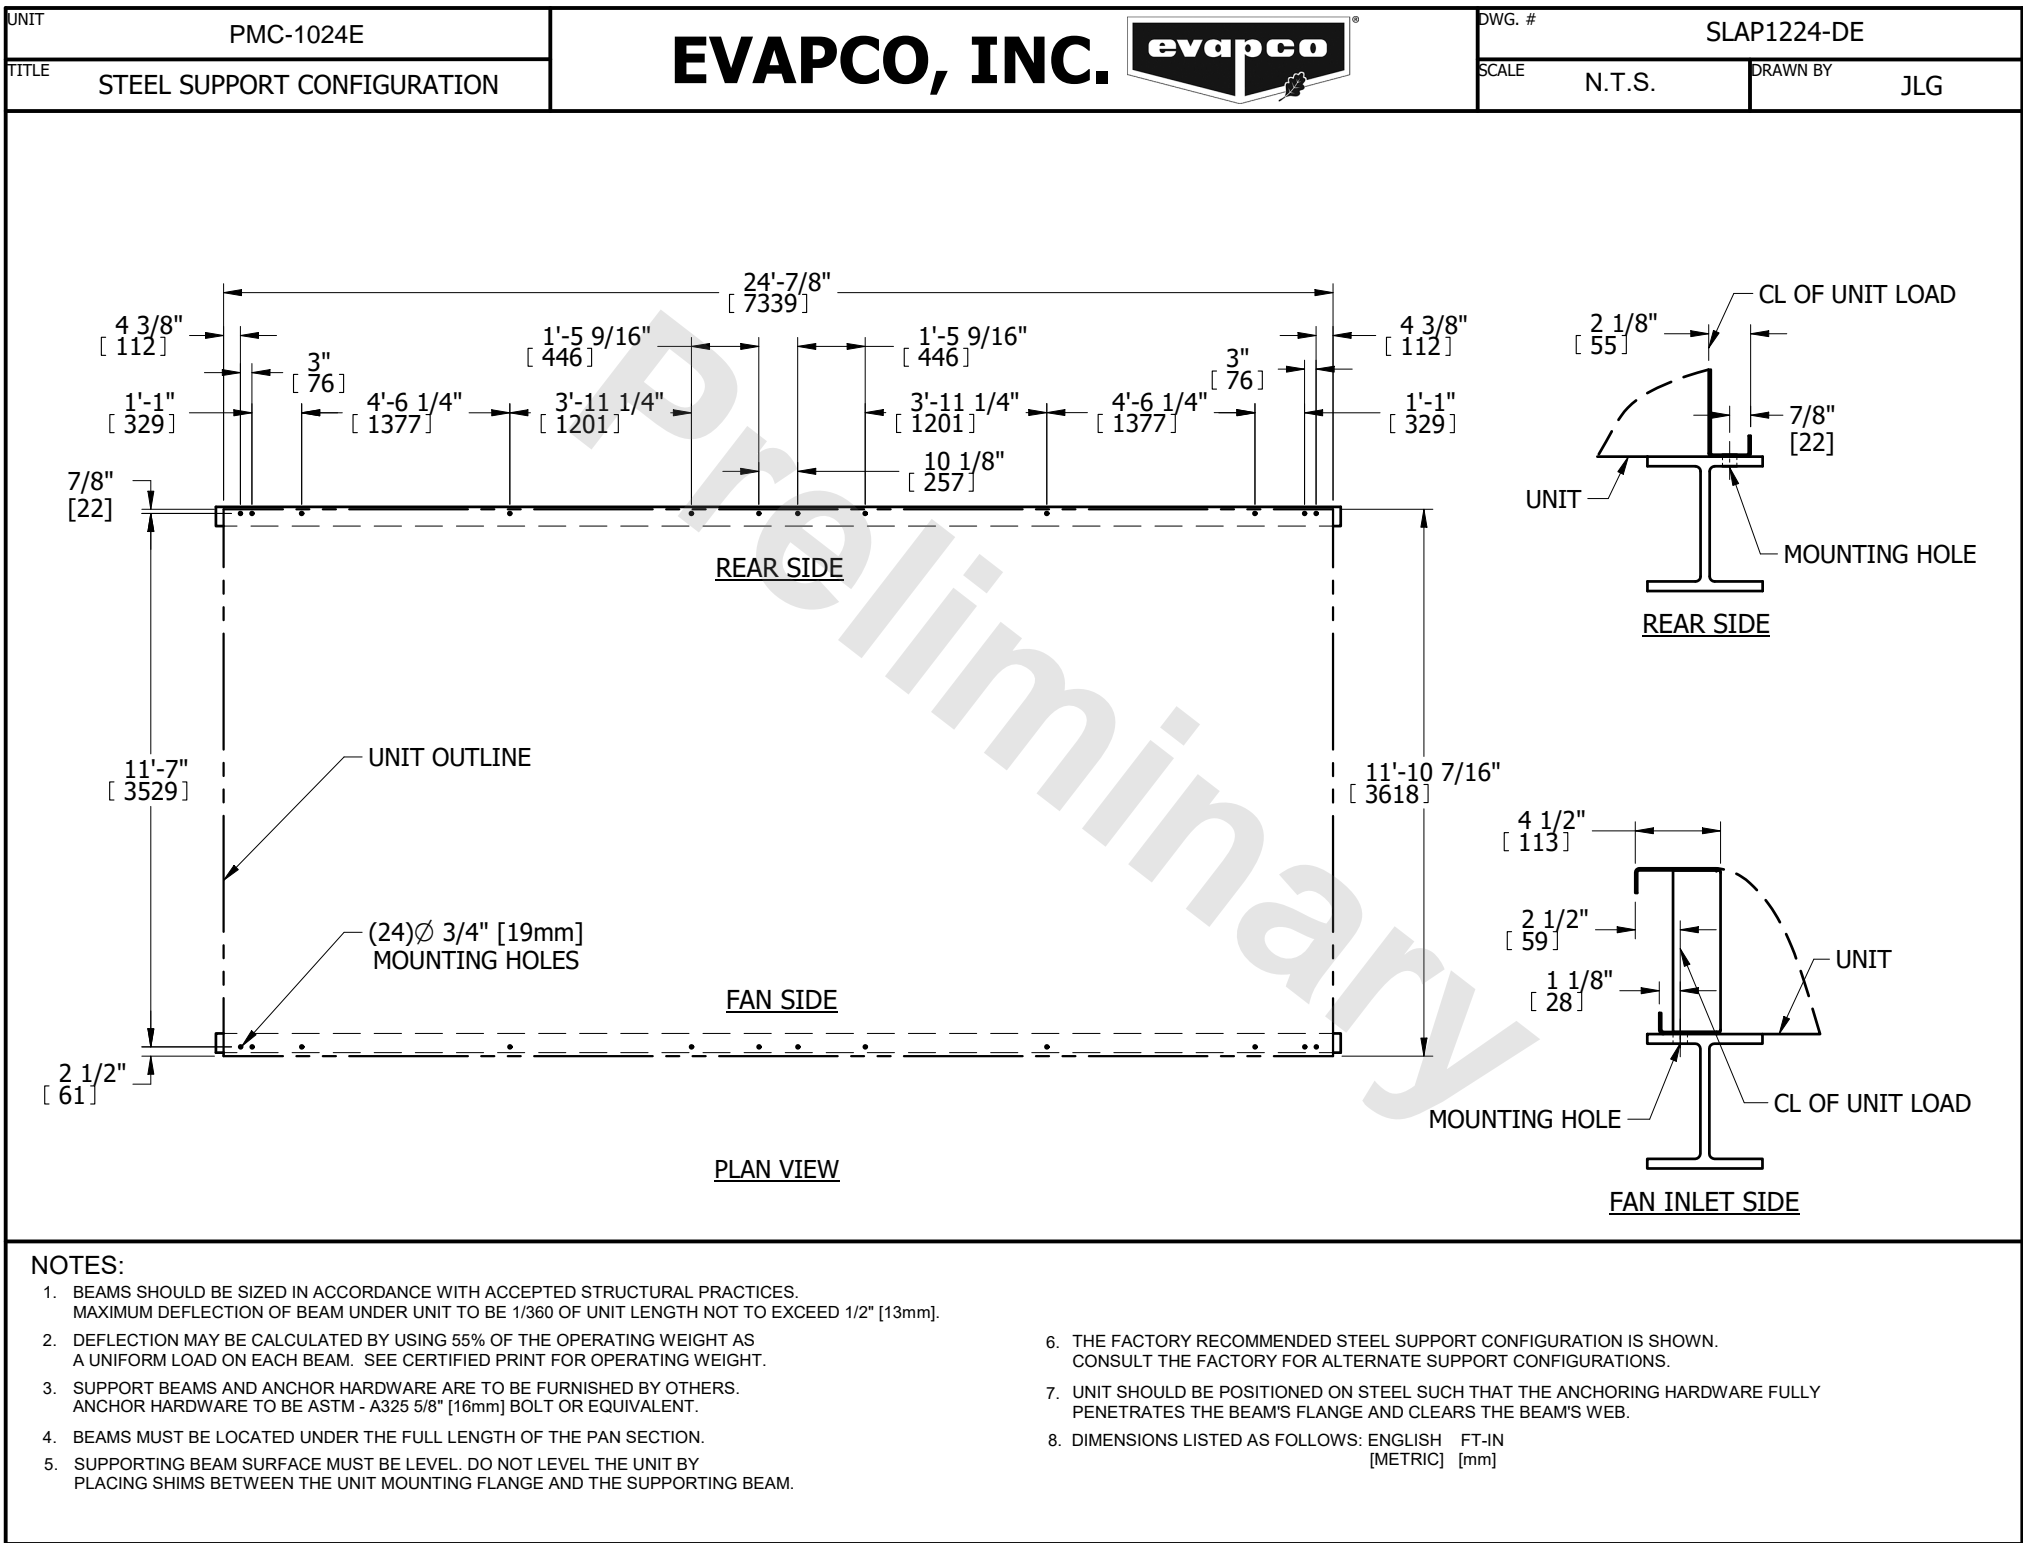 UNIT
PMC-1024E
TITLE
STEEL SUPPORT CONFIGURATION
EVAPCO, INC.
evapco
®
DWG. #
SLAP1224-DE
SCALE
N.T.S.
DRAWN BY
JLG
24'-7/8"
[ 7339]
4 3/8"
[ 112]
3"
[ 76]
1'-5 9/16"
[ 446]
1'-5 9/16"
[ 446]
3"
[ 76]
4 3/8"
[ 112]
1'-1"
[ 329]
4'-6 1/4"
[ 1377]
3'-11 1/4"
[ 1201]
3'-11 1/4"
[ 1201]
4'-6 1/4"
[ 1377]
1'-1"
[ 329]
10 1/8"
[ 257]
7/8"
[22]
REAR SIDE
UNIT OUTLINE
11'-7"
[ 3529]
11'-10 7/16"
[ 3618]
(24)Ø 3/4" [19mm]
MOUNTING HOLES
FAN SIDE
2 1/2"
[ 61]
PLAN VIEW
Preliminary
CL OF UNIT LOAD
2 1/8"
[ 55]
7/8"
[22]
UNIT
MOUNTING HOLE
REAR SIDE
4 1/2"
[ 113]
2 1/2"
[ 59]
1 1/8"
[ 28]
UNIT
CL OF UNIT LOAD
MOUNTING HOLE
FAN INLET SIDE
NOTES:
1. BEAMS SHOULD BE SIZED IN ACCORDANCE WITH ACCEPTED STRUCTURAL PRACTICES.
MAXIMUM DEFLECTION OF BEAM UNDER UNIT TO BE 1/360 OF UNIT LENGTH NOT TO EXCEED 1/2" [13mm].
2. DEFLECTION MAY BE CALCULATED BY USING 55% OF THE OPERATING WEIGHT AS
A UNIFORM LOAD ON EACH BEAM. SEE CERTIFIED PRINT FOR OPERATING WEIGHT.
3. SUPPORT BEAMS AND ANCHOR HARDWARE ARE TO BE FURNISHED BY OTHERS.
ANCHOR HARDWARE TO BE ASTM - A325 5/8" [16mm] BOLT OR EQUIVALENT.
4. BEAMS MUST BE LOCATED UNDER THE FULL LENGTH OF THE PAN SECTION.
5. SUPPORTING BEAM SURFACE MUST BE LEVEL. DO NOT LEVEL THE UNIT BY
PLACING SHIMS BETWEEN THE UNIT MOUNTING FLANGE AND THE SUPPORTING BEAM.
6. THE FACTORY RECOMMENDED STEEL SUPPORT CONFIGURATION IS SHOWN.
CONSULT THE FACTORY FOR ALTERNATE SUPPORT CONFIGURATIONS.
7. UNIT SHOULD BE POSITIONED ON STEEL SUCH THAT THE ANCHORING HARDWARE FULLY
PENETRATES THE BEAM'S FLANGE AND CLEARS THE BEAM'S WEB.
8. DIMENSIONS LISTED AS FOLLOWS: ENGLISH FT-IN
[METRIC] [mm]